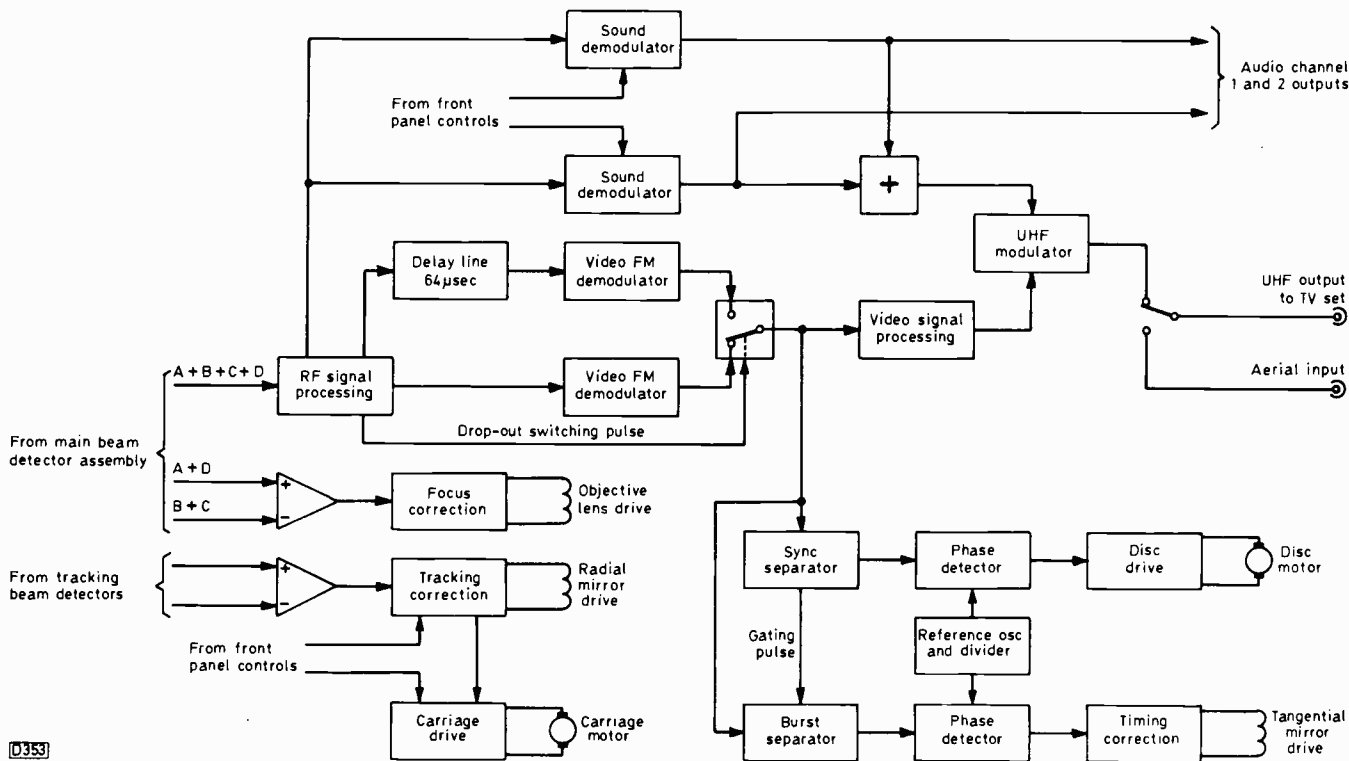 Sound
demodulator
Audio channel
1 and 2 outputs
From front
panel controls
Sound
demodulator
+
UHF
modulator
Delay line
64µsec
Video FM
demodulator
UHF output
to TV set
Video signal
processing
A+B+C+D
RF signal
processing
Video FM
demodulator
Aerial input
Drop-out switching pulse
From main beam
detector assembly
A+D
+
B+C
−
Focus
correction
Objective
lens drive
Sync
separator
Phase
detector
Disc
drive
Disc
motor
From tracking
beam detectors
+
−
Tracking
correction
Radial
mirror
drive
Gating
pulse
Reference osc
and divider
From front
panel controls
Carriage
drive
Carriage
motor
Burst
separator
Phase
detector
Timing
correction
Tangential
mirror
drive
D353